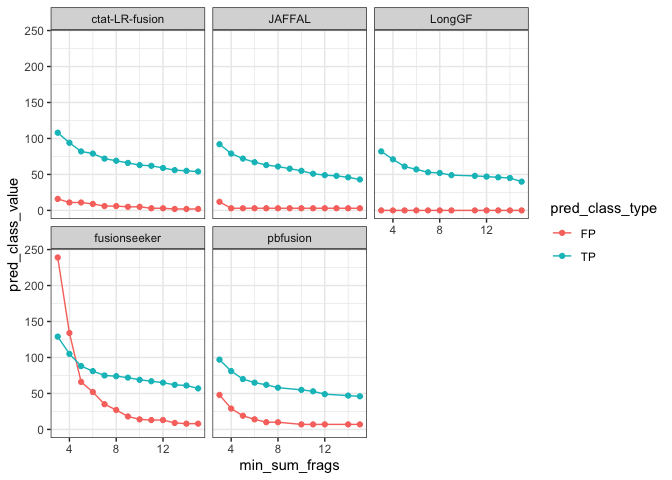 ctat-LR-fusion
JAFFAL
LongGF
250
200
150
100
50
0
4
8
12
fusionseeker
pbfusion
250
200
150
100
50
0
4
8
12
4
8
12
pred_class_value
min_sum_frags
pred_class_type
FP
TP